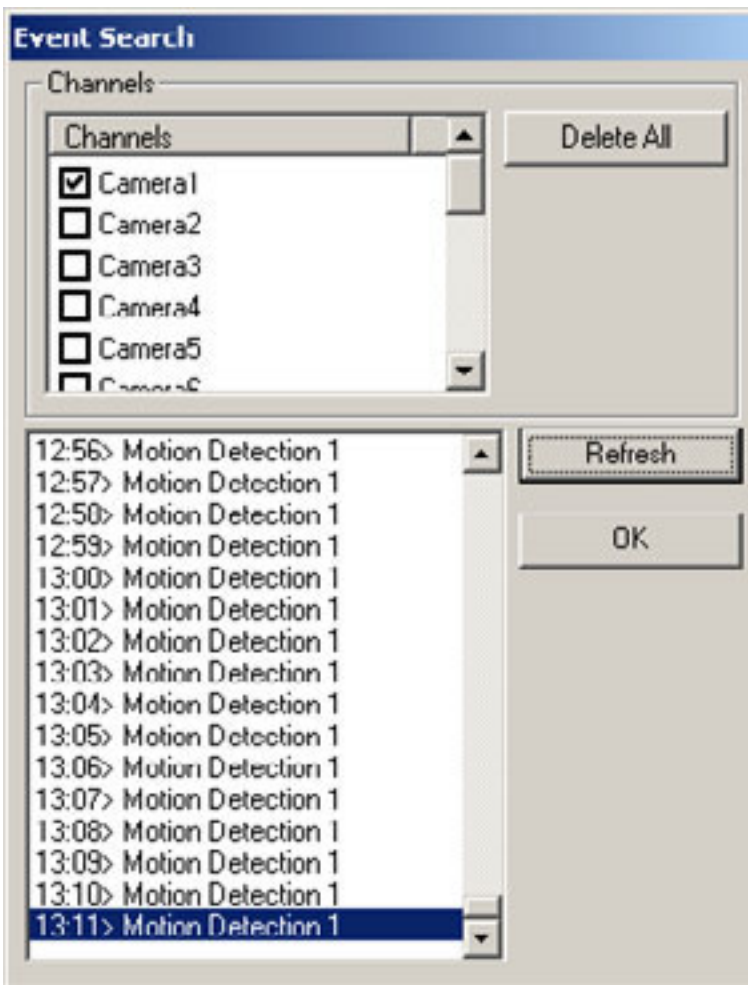 Event Search
Channels
Channels
Delete All
Camera1
Camera2
Camera3
Camera4
Camera5
Camera6
12:56> Motion Detection 1
Refresh
12:57> Motion Detection 1
12:58> Motion Detection 1
OK
12:59> Motion Detection 1
13:00> Motion Detection 1
13:01> Motion Detection 1
13:02> Motion Detection 1
13:03> Motion Detection 1
13:04> Motion Detection 1
13:05> Motion Detection 1
13:06> Motion Detection 1
13:07> Motion Detection 1
13:08> Motion Detection 1
13:09> Motion Detection 1
13:10> Motion Detection 1
13:11> Motion Detection 1